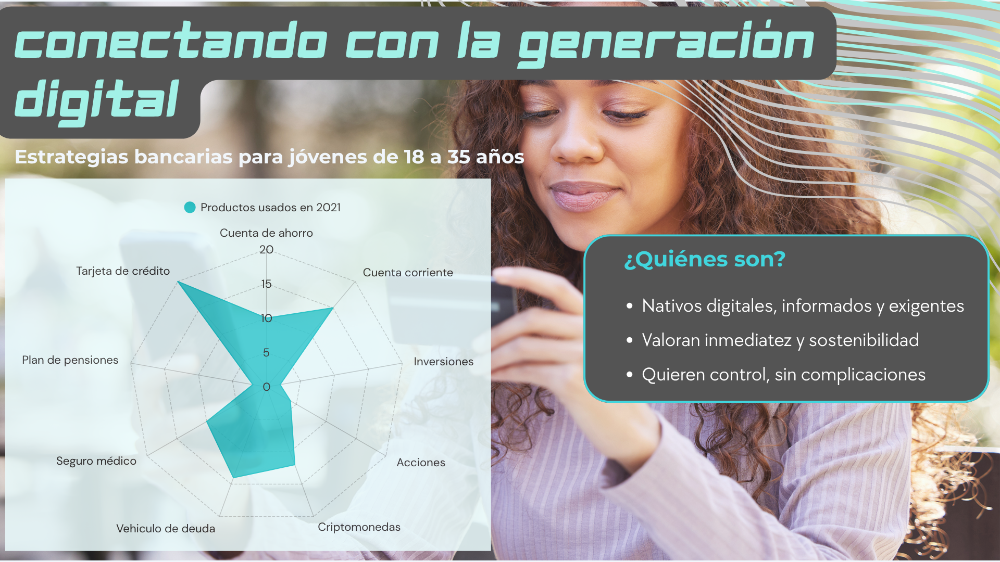 conectando con la generación
digital
Estrategias bancarias para jóvenes de 18 a 35 años
Productos usados en 2021
Cuenta de ahorro
20
Tarjeta de crédito
Cuenta corriente
15
10
5
Plan de pensiones
Inversiones
0
Seguro médico
Acciones
Vehiculo de deuda
Criptomonedas
¿Quiénes son?
• Nativos digitales, informados y exigentes
• Valoran inmediatez y sostenibilidad
• Quieren control, sin complicaciones